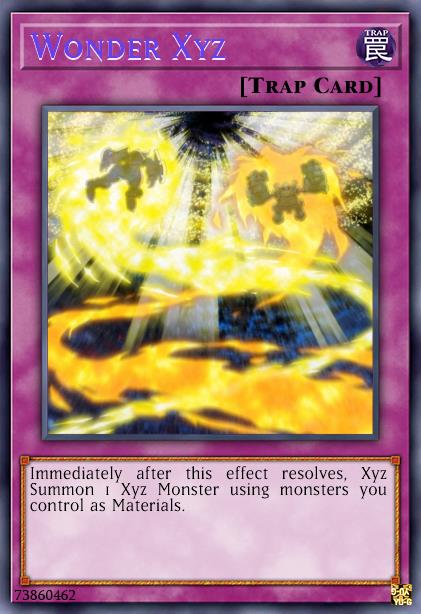 Wonder Xyz
TRAP
罠
[Trap Card]
Immediately after this effect resolves, Xyz
Summon 1 Xyz Monster using monsters you
control as Materials.
73860462